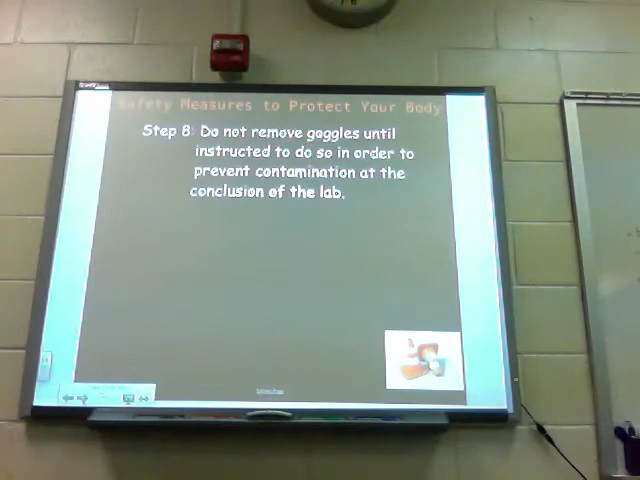 Safety Measures to Protect Your Body
Step 8: Do not remove goggles until
instructed to do so in order to
prevent contamination at the
conclusion of the lab.